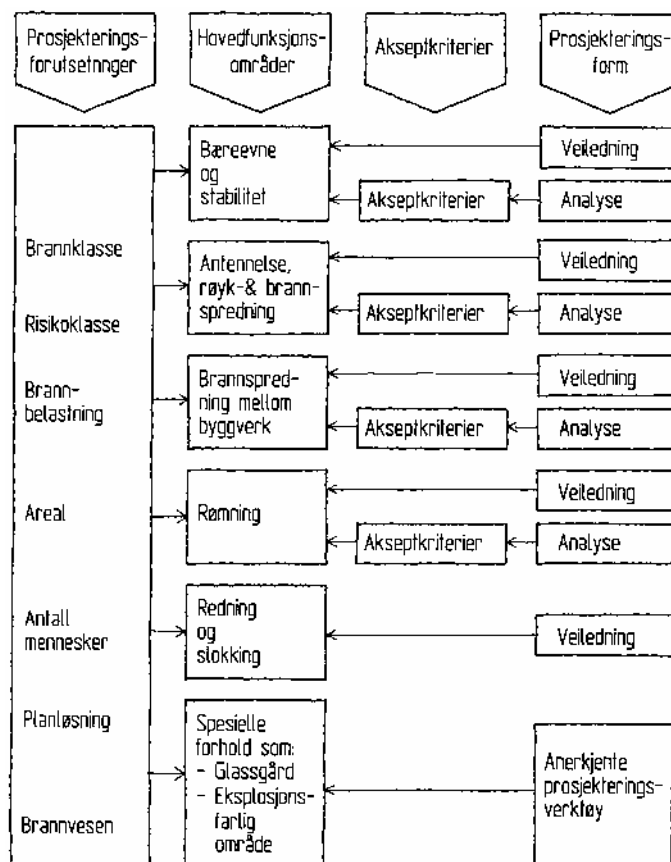 Prosjekterings-
forutsetnnger
Hovedfunksjons-
områder
Akseptkriterier
Prosjekterings-
form
Brannklasse
Risikoklasse
Brann-
belastning
Areal
Antall
mennesker
Planløsning
Brannvesen
Bæreevne
og
stabilitet
Veiledning
Akseptkriterier
Analyse
Antennelse,
røyk-& brann-
spredning
Veiledning
Akseptkriterier
Analyse
Brannspred-
ning mellom
byggverk
Veiledning
Akseptkriterier
Analyse
Rømning
Veiledning
Akseptkriterier
Analyse
Redning
og
slokking
Veiledning
Spesielle
forhold som:
- Glassgård
- Eksplosjons-
farlig
område
Anerkjente
prosjekterings-
verktøy